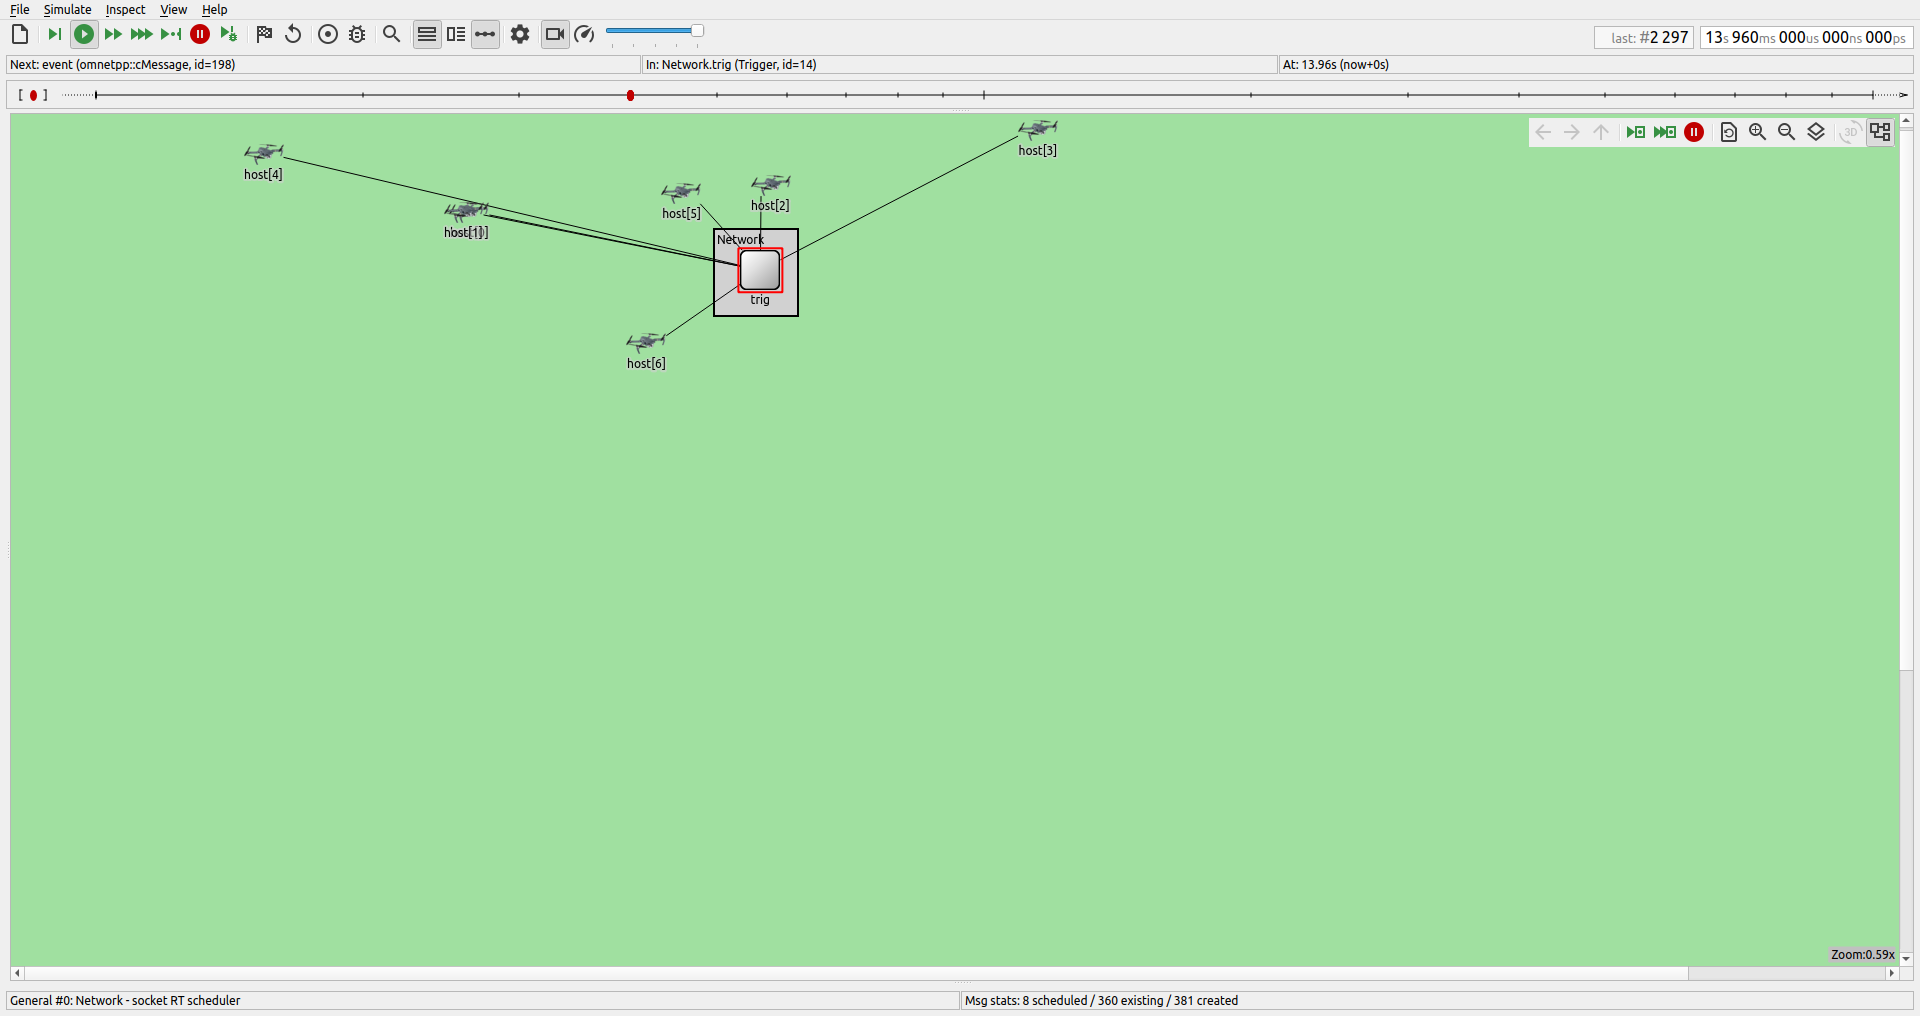 File Simulate Inspect View Help
last: #2 297 13s 960ms 000us 000ns 000ps
Next: event (omnetpp::cMessage, id=198) In: Network.trig (Trigger, id=14) At: 13.96s (now+0s)
[ ]
3D
host[3]
host[4]
host[2]
host[5]
host[1]
Network
trig
host[6]
Zoom:0.59x
General #0: Network - socket RT scheduler Msg stats: 8 scheduled / 360 existing / 381 created